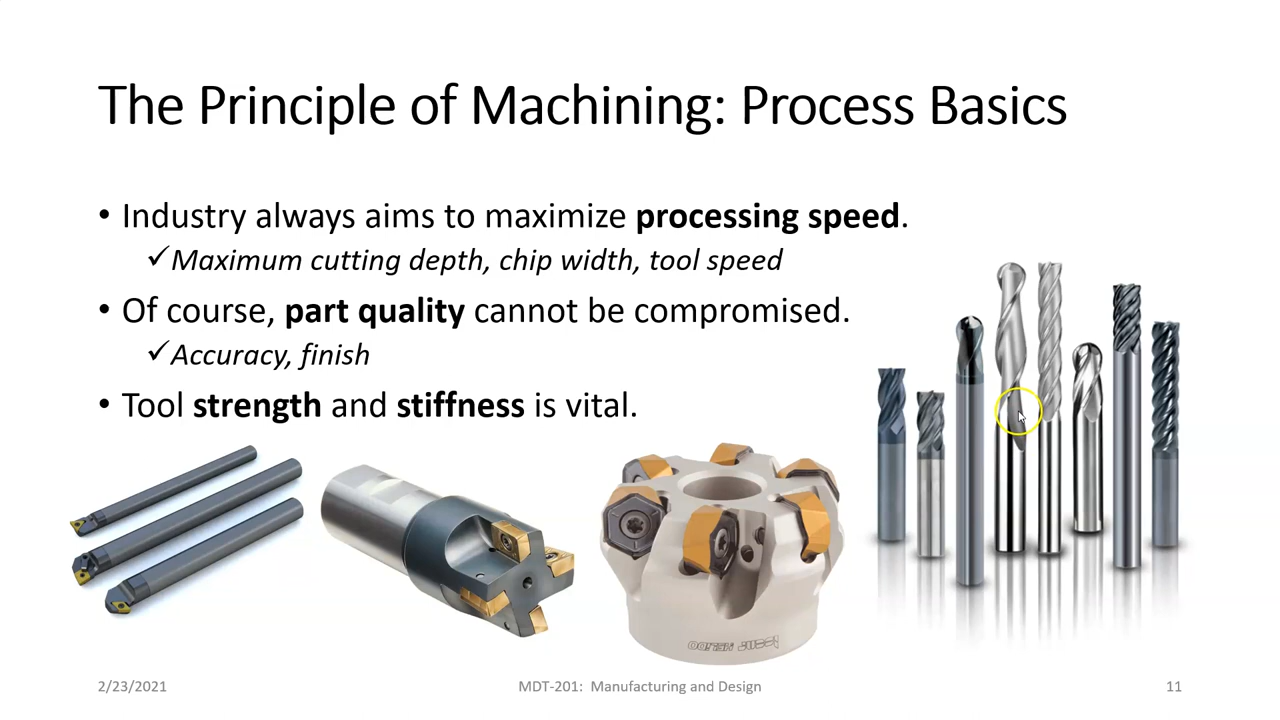 The Principle of Machining: Process Basics
• Industry always aims to maximize processing speed.
✓Maximum cutting depth, chip width, tool speed
• Of course, part quality cannot be compromised.
✓Accuracy, finish
• Tool strength and stiffness is vital.
2/23/2021
MDT-201: Manufacturing and Design
11